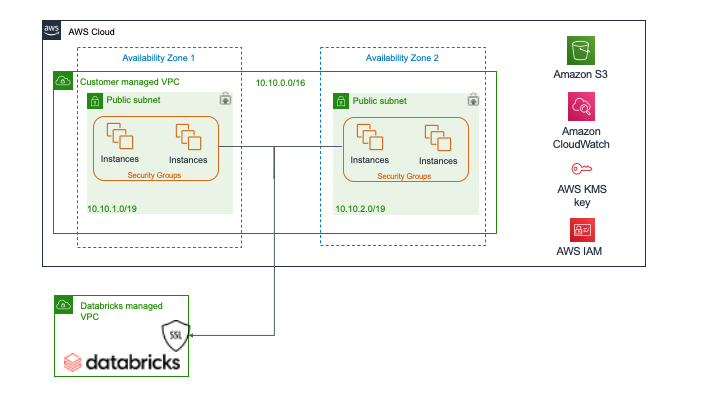 aws
AWS Cloud
Availability Zone 1
Availability Zone 2
Customer managed VPC
10.10.0.0/16
Public subnet
Public subnet
Instances
Instances
Security Groups
Instances
Instances
Security Groups
10.10.1.0/19
10.10.2.0/19
Amazon S3
Amazon
CloudWatch
AWS KMS
key
AWS IAM
Databricks managed
VPC
SSL
databricks